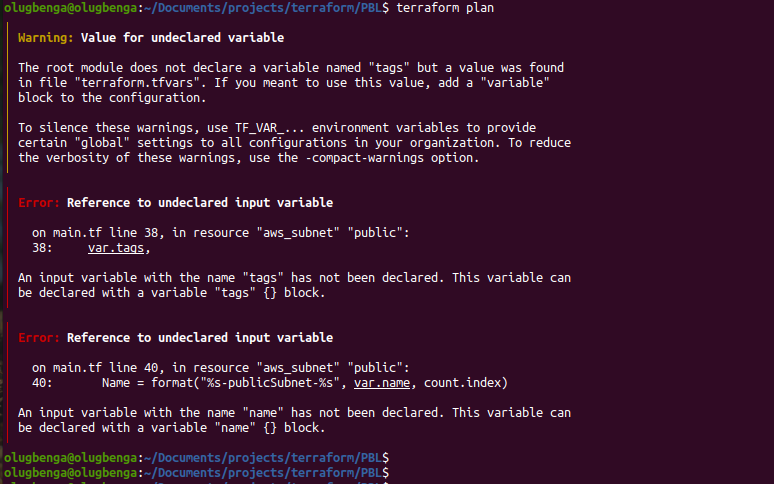 olugbenga@olugbenga:~/Documents/projects/terraform/PBL$ terraform plan
Warning: Value for undeclared variable
The root module does not declare a variable named "tags" but a value was found
in file "terraform.tfvars". If you meant to use this value, add a "variable"
block to the configuration.
To silence these warnings, use TF_VAR_... environment variables to provide
certain "global" settings to all configurations in your organization. To reduce
the verbosity of these warnings, use the -compact-warnings option.
Error: Reference to undeclared input variable
on main.tf line 38, in resource "aws_subnet" "public":
38:     var.tags,
An input variable with the name "tags" has not been declared. This variable can
be declared with a variable "tags" {} block.
Error: Reference to undeclared input variable
on main.tf line 40, in resource "aws_subnet" "public":
40:       Name = format("%s-publicSubnet-%s", var.name, count.index)
An input variable with the name "name" has not been declared. This variable can
be declared with a variable "name" {} block.
olugbenga@olugbenga:~/Documents/projects/terraform/PBL$
olugbenga@olugbenga:~/Documents/projects/terraform/PBL$